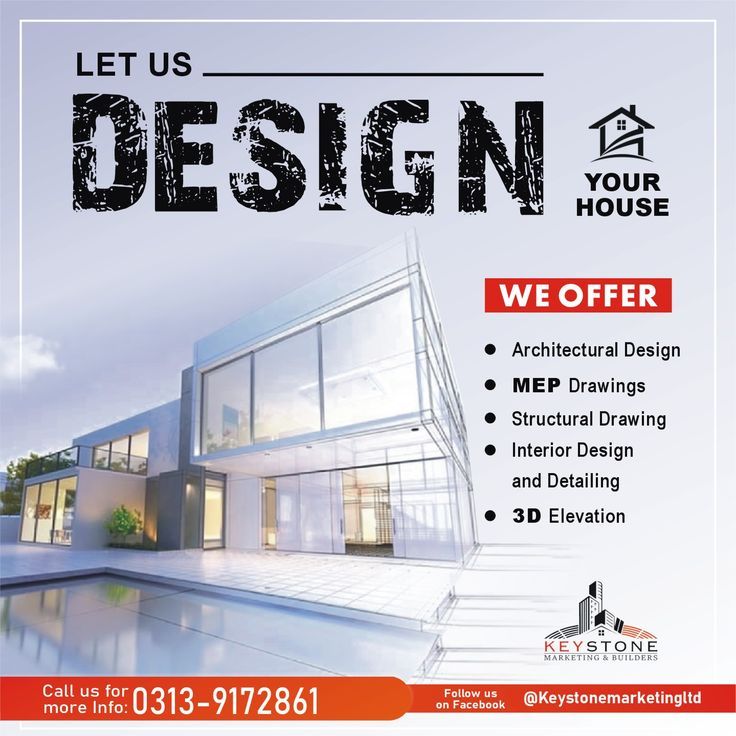 LET US
DESIGN
YOUR
HOUSE
WE OFFER
Architectural Design
MEP Drawings
Structural Drawing
Interior Design
and Detailing
3D Elevation
KEYSTONE
MARKETING & BUILDERS
Call us for
more Info: 0313-9172861
Follow us
on Facebook
@Keystonemarketingltd